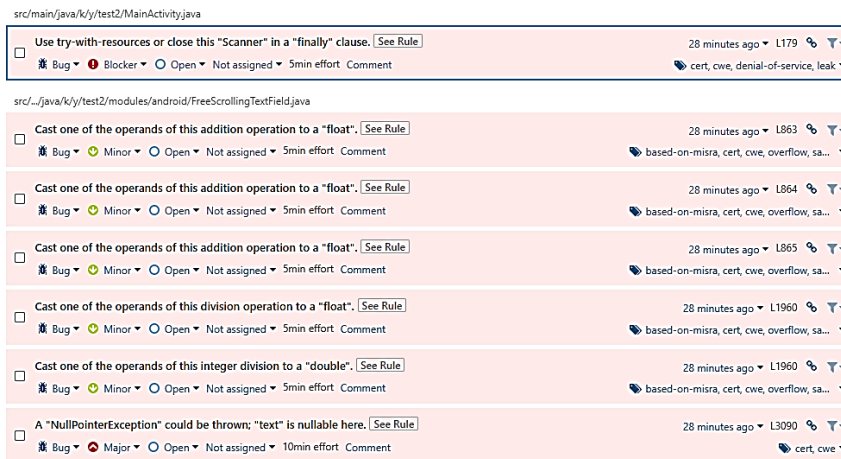 src/main/java/k/y/test2/MainActivity.java
Use try-with-resources or close this "Scanner" in a "finally" clause. See Rule 28 minutes ago L179
Bug Blocker Open Not assigned 5min effort Comment cert, cwe, denial-of-service, leak
src/.../java/k/y/test2/modules/android/FreeScrollingTextField.java
Cast one of the operands of this addition operation to a "float". See Rule 28 minutes ago L863
Bug Minor Open Not assigned 5min effort Comment based-on-misra, cert, cwe, overflow, sa...
Cast one of the operands of this addition operation to a "float". See Rule 28 minutes ago L864
Bug Minor Open Not assigned 5min effort Comment based-on-misra, cert, cwe, overflow, sa...
Cast one of the operands of this addition operation to a "float". See Rule 28 minutes ago L865
Bug Minor Open Not assigned 5min effort Comment based-on-misra, cert, cwe, overflow, sa...
Cast one of the operands of this division operation to a "float". See Rule 28 minutes ago L1960
Bug Minor Open Not assigned 5min effort Comment based-on-misra, cert, cwe, overflow, sa...
Cast one of the operands of this integer division to a "double". See Rule 28 minutes ago L1960
Bug Minor Open Not assigned 5min effort Comment based-on-misra, cert, cwe, overflow, sa...
A "NullPointerException" could be thrown; "text" is nullable here. See Rule 28 minutes ago L3090
Bug Major Open Not assigned 10min effort Comment cert, cwe